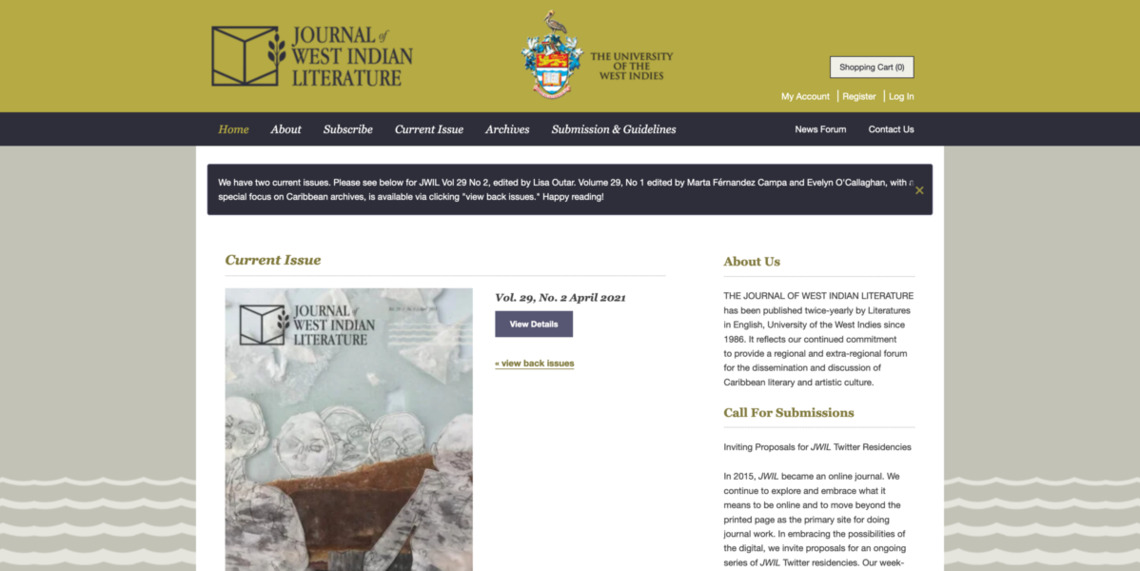 JOURNAL of
WEST INDIAN
LITERATURE
THE UNIVERSITY
OF THE
WEST INDIES
Shopping Cart (0)
My Account | Register | Log In
Home About Subscribe Current Issue Archives Submission & Guidelines News Forum Contact Us
We have two current issues. Please see below for JWIL Vol 29 No 2, edited by Lisa Outar. Volume 29, No 1 edited by Marta Férnandez Campa and Evelyn O'Callaghan, with
special focus on Caribbean archives, is available via clicking "view back issues." Happy reading!
Current Issue
JOURNAL of
WEST INDIAN
LITERATURE
Vol. 29, No. 2 April 2021
View Details
« view back issues
About Us
THE JOURNAL OF WEST INDIAN LITERATURE
has been published twice-yearly by Literatures
in English, University of the West Indies since
1986. It reflects our continued commitment
to provide a regional and extra-regional forum
for the dissemination and discussion of
Caribbean literary and artistic culture.
Call For Submissions
Inviting Proposals for JWIL Twitter Residencies
In 2015, JWIL became an online journal. We
continue to explore and embrace what it
means to be online and to move beyond the
printed page as the primary site for doing
journal work. In embracing the possibilities of
the digital, we invite proposals for an ongoing
series of JWIL Twitter residencies. Our week-